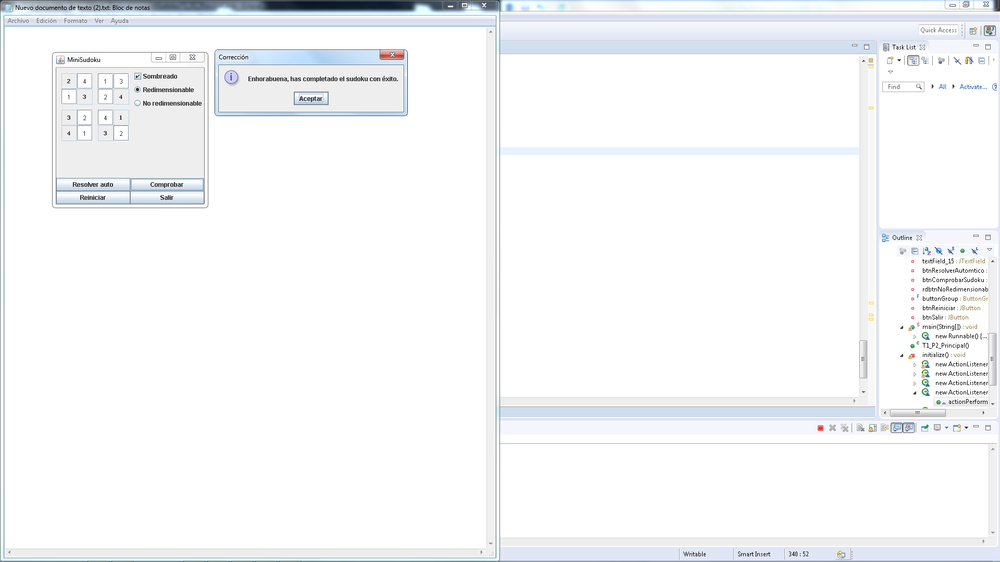 Nuevo documento de texto (2).txt: Bloc de notas
Archivo Edición Formato Ver Ayuda
MiniSudoku
2 4 1 3
1 3 2 4
3 2 4 1
4 1 3 2
Sombreado
Redimensionable
No redimensionable
Resolver auto Comprobar
Reiniciar Salir
Corrección
Enhorabuena, has completado el sudoku con éxito.
Aceptar
Quick Access
Task List
Find All Activate...
Outline
textField_15 : JTextField
btnResolverAutomtico :
btnComprobarSudoku :
rdbtnNoRedimensionab
buttonGroup : ButtonGr
btnReiniciar : JButton
btnSalir : JButton
main(String[]) : void
new Runnable() {...}
T1_P2_Principal()
initialize() : void
new ActionListener
new ActionListener
new ActionListener
new ActionListener
actionPerform
Writable Smart Insert 340 : 52